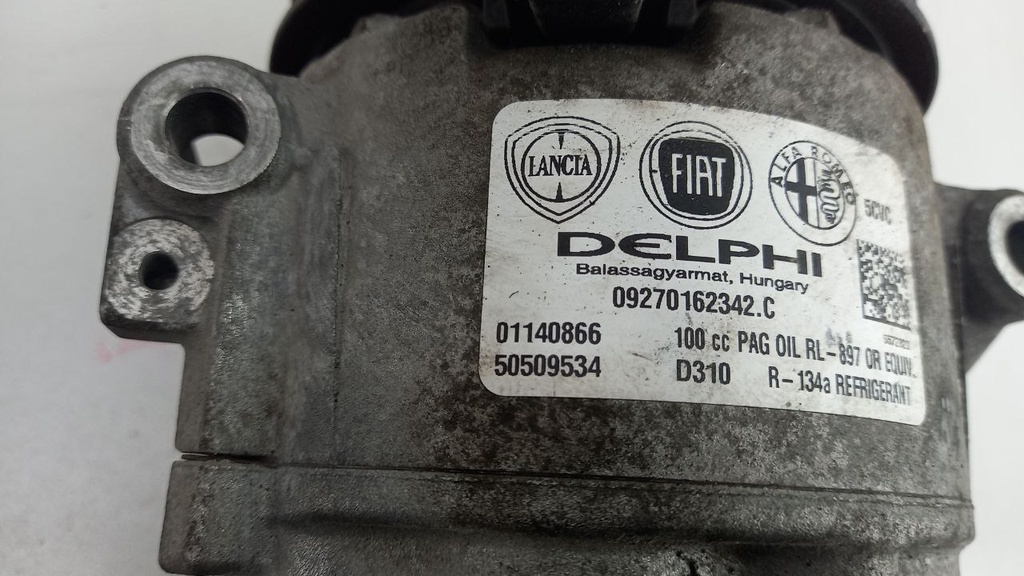 LANCIA
FIAT
ALFA ROMEO
5CVC
DELPHI
Balassagyarmat, Hungary
09270162342.C
01140866
100 cc PAG OIL RL-897 OR EQUIV.
50509534
D310
R-134a REFRIGERANT